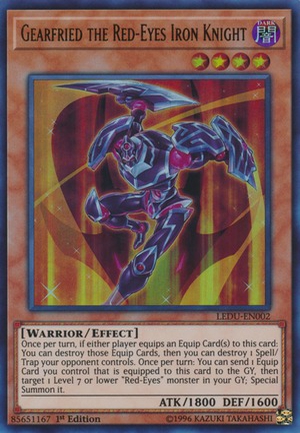 Gearfried the Red-Eyes Iron Knight
DARK
闇
LEDU-EN002
[Warrior/Effect]
Once per turn, if either player equips an Equip Card(s) to this card:
You can destroy those Equip Cards, then you can destroy 1 Spell/
Trap your opponent controls. Once per turn: You can send 1 Equip
Card you control that is equipped to this card to the GY, then
target 1 Level 7 or lower "Red-Eyes" monster in your GY; Special
Summon it.
ATK/1800 DEF/1600
85651167 1st Edition ©1996 KAZUKI TAKAHASHI